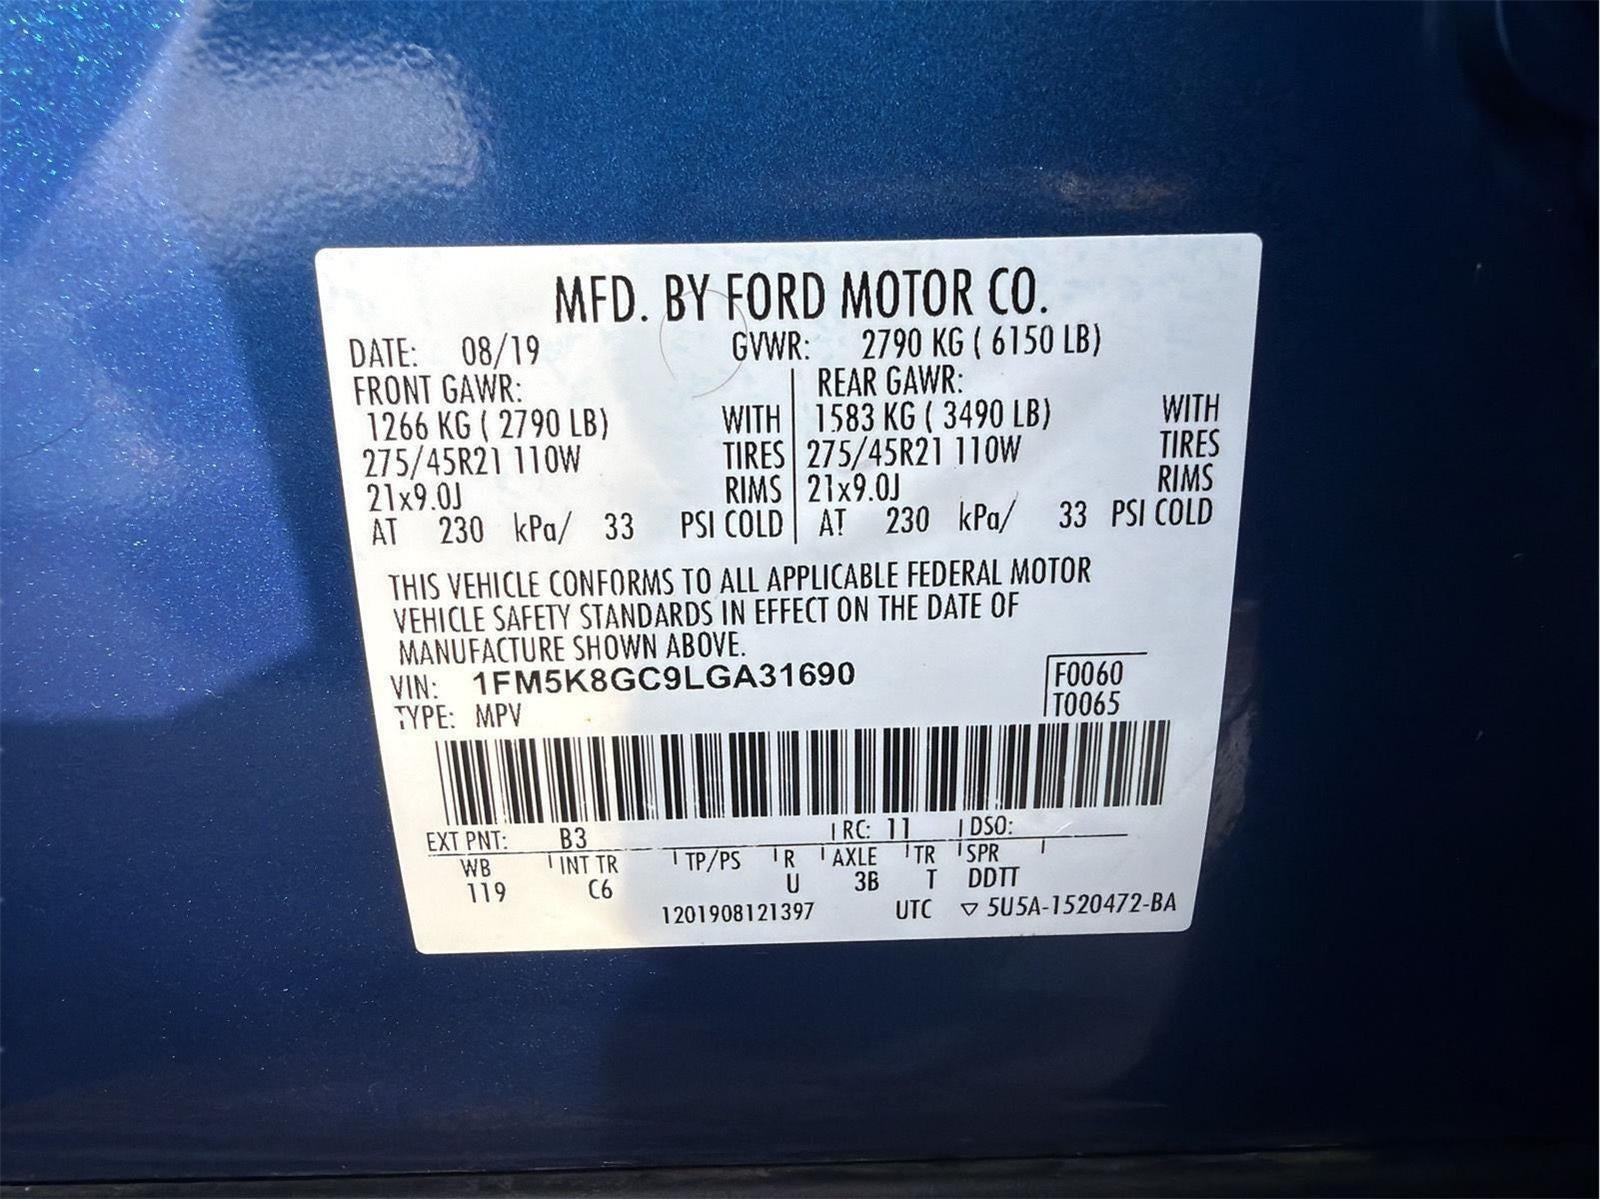 MFD. BY FORD MOTOR CO.
DATE: 08/19 GVWR: 2790 KG ( 6150 LB)
FRONT GAWR: REAR GAWR:
1266 KG ( 2790 LB) WITH 1583 KG ( 3490 LB) WITH
275/45R21 110W TIRES 275/45R21 110W TIRES
21x9.0J RIMS 21x9.0J RIMS
AT 230 kPa/ 33 PSI COLD AT 230 kPa/ 33 PSI COLD
THIS VEHICLE CONFORMS TO ALL APPLICABLE FEDERAL MOTOR
VEHICLE SAFETY STANDARDS IN EFFECT ON THE DATE OF
MANUFACTURE SHOWN ABOVE.
VIN: 1FM5K8GC9LGA31690 F0060
TYPE: MPV T0065
EXT PNT: B3 RC: 11 DSO:
WB INT TR TP/PS R AXLE TR SPR
119 C6 U 3B T DDTT
1201908121397 UTC ▽ 5U5A-1520472-BA